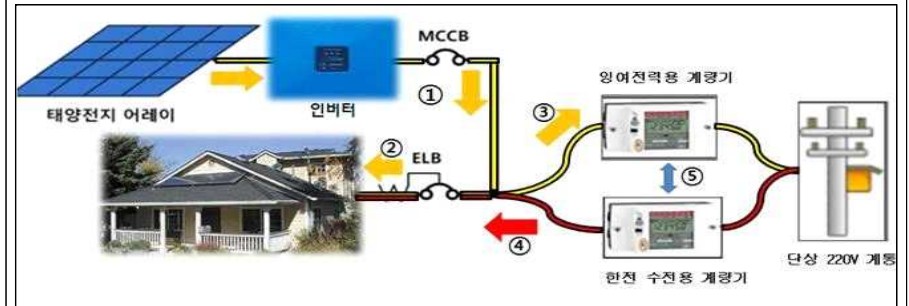 MCCB
잉여전력용 계량기
①
태양전지 어레이
인버터
③
②
ELB
⑤
④
단상 220V 계통
한전 수전용 계량기